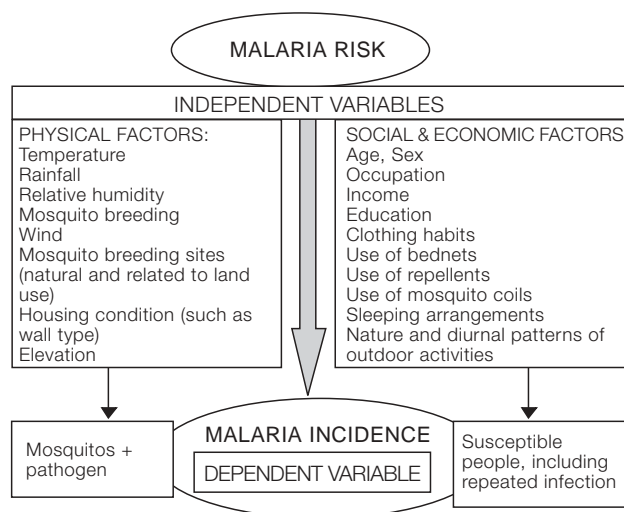 MALARIA RISK
INDEPENDENT VARIABLES
PHYSICAL FACTORS:
Temperature
Rainfall
Relative humidity
Mosquito breeding
Wind
Mosquito breeding sites
(natural and related to land
use)
Housing condition (such as
wall type)
Elevation
SOCIAL & ECONOMIC FACTORS
Age, Sex
Occupation
Income
Education
Clothing habits
Use of bednets
Use of repellents
Use of mosquito coils
Sleeping arrangements
Nature and diurnal patterns of
outdoor activities
Mosquitos +
pathogen
MALARIA INCIDENCE
DEPENDENT VARIABLE
Susceptible
people, including
repeated infection